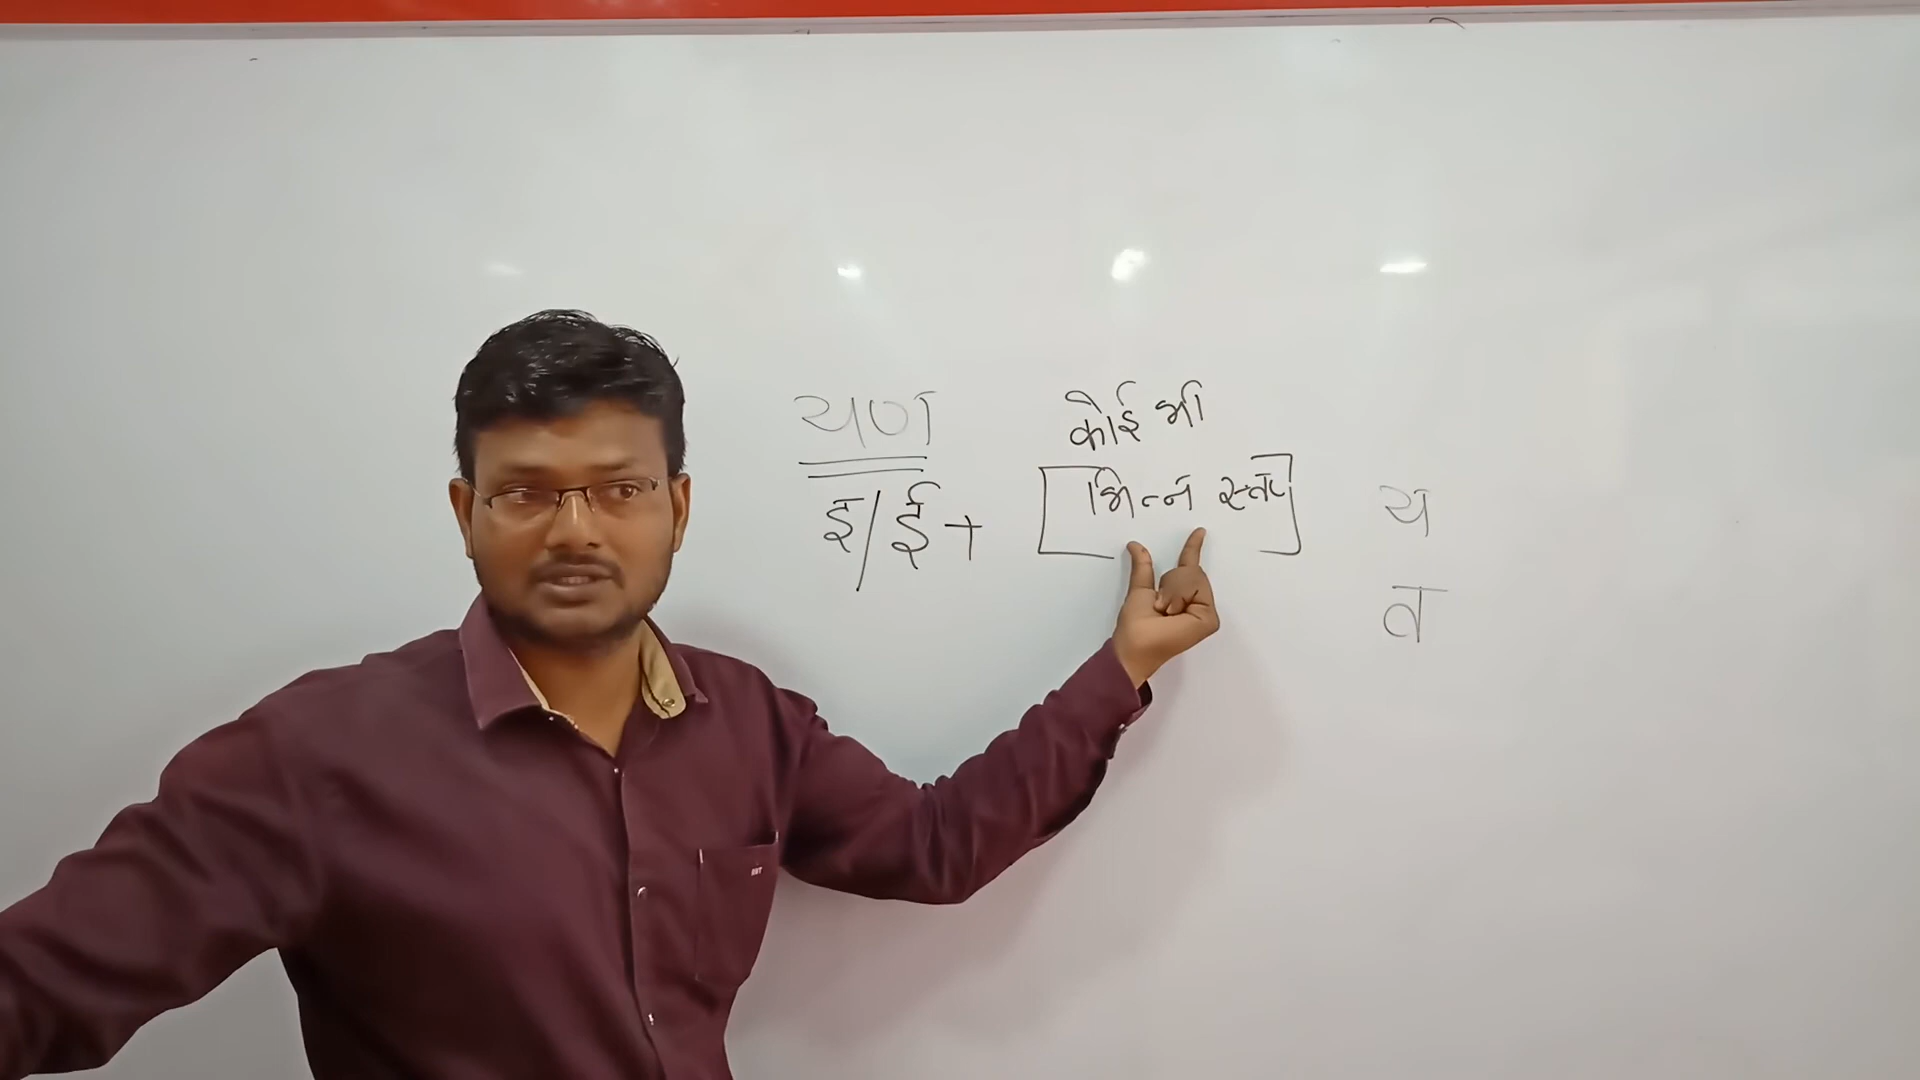 यण
कोई भी
इ/ई + भिन्न स्वर
य
व